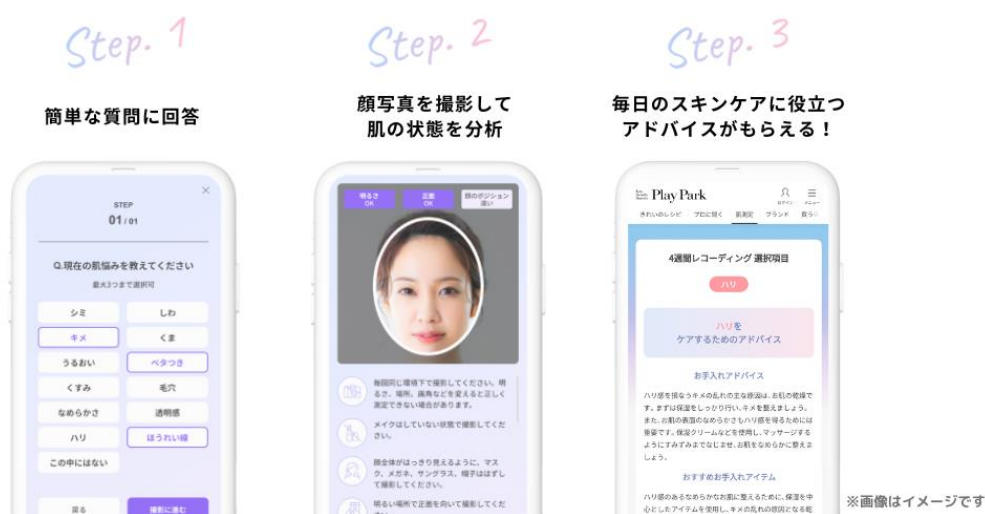 Step. 1
簡単な質問に回答
×
STEP
01 / 01
Q.現在の肌悩みを教えてください
最大3つまで選択可
シミ
しわ
キメ
くま
うるおい
ベタつき
くすみ
毛穴
なめらかさ
透明感
ハリ
ほうれい線
この中にはない
戻る
撮影に進む
Step. 2
顔写真を撮影して
肌の状態を分析
明るさ
OK
正面
OK
顔のポジション
遠い
毎回同じ環境下で撮影してください。明
るさ、場所、画角などを変えると正しく
測定できない場合があります。
メイクはしていない状態で撮影してくだ
さい。
顔全体がはっきり見えるように、マス
ク、メガネ、サングラス、帽子ははずし
て撮影してください。
明るい場所で正面を向いて撮影してくだ
Step. 3
毎日のスキンケアに役立つ
アドバイスがもらえる！
Play Park
ログイン
メニュー
きれいのレシピ
プロに聞く
肌測定
ブランド
買う
4週間レコーディング 選択項目
ハリ
ハリを
ケアするためのアドバイス
お手入れアドバイス
ハリ感を損なうキメの乱れの主な原因は、お肌の乾燥で
す。まずは保湿をしっかり行い、キメを整えましょう。
また、お肌の表面のなめらかさもハリ感を得るためには
重要です。保湿クリームなどを使用し、マッサージする
ようにすみずみまでなじませ、お肌をなめらかに整えま
しょう。
おすすめお手入れアイテム
ハリ感のあるなめらかなお肌に整えるために、保湿を中
心としたアイテムを使用し、キメの乱れの原因となる乾
※画像はイメージです